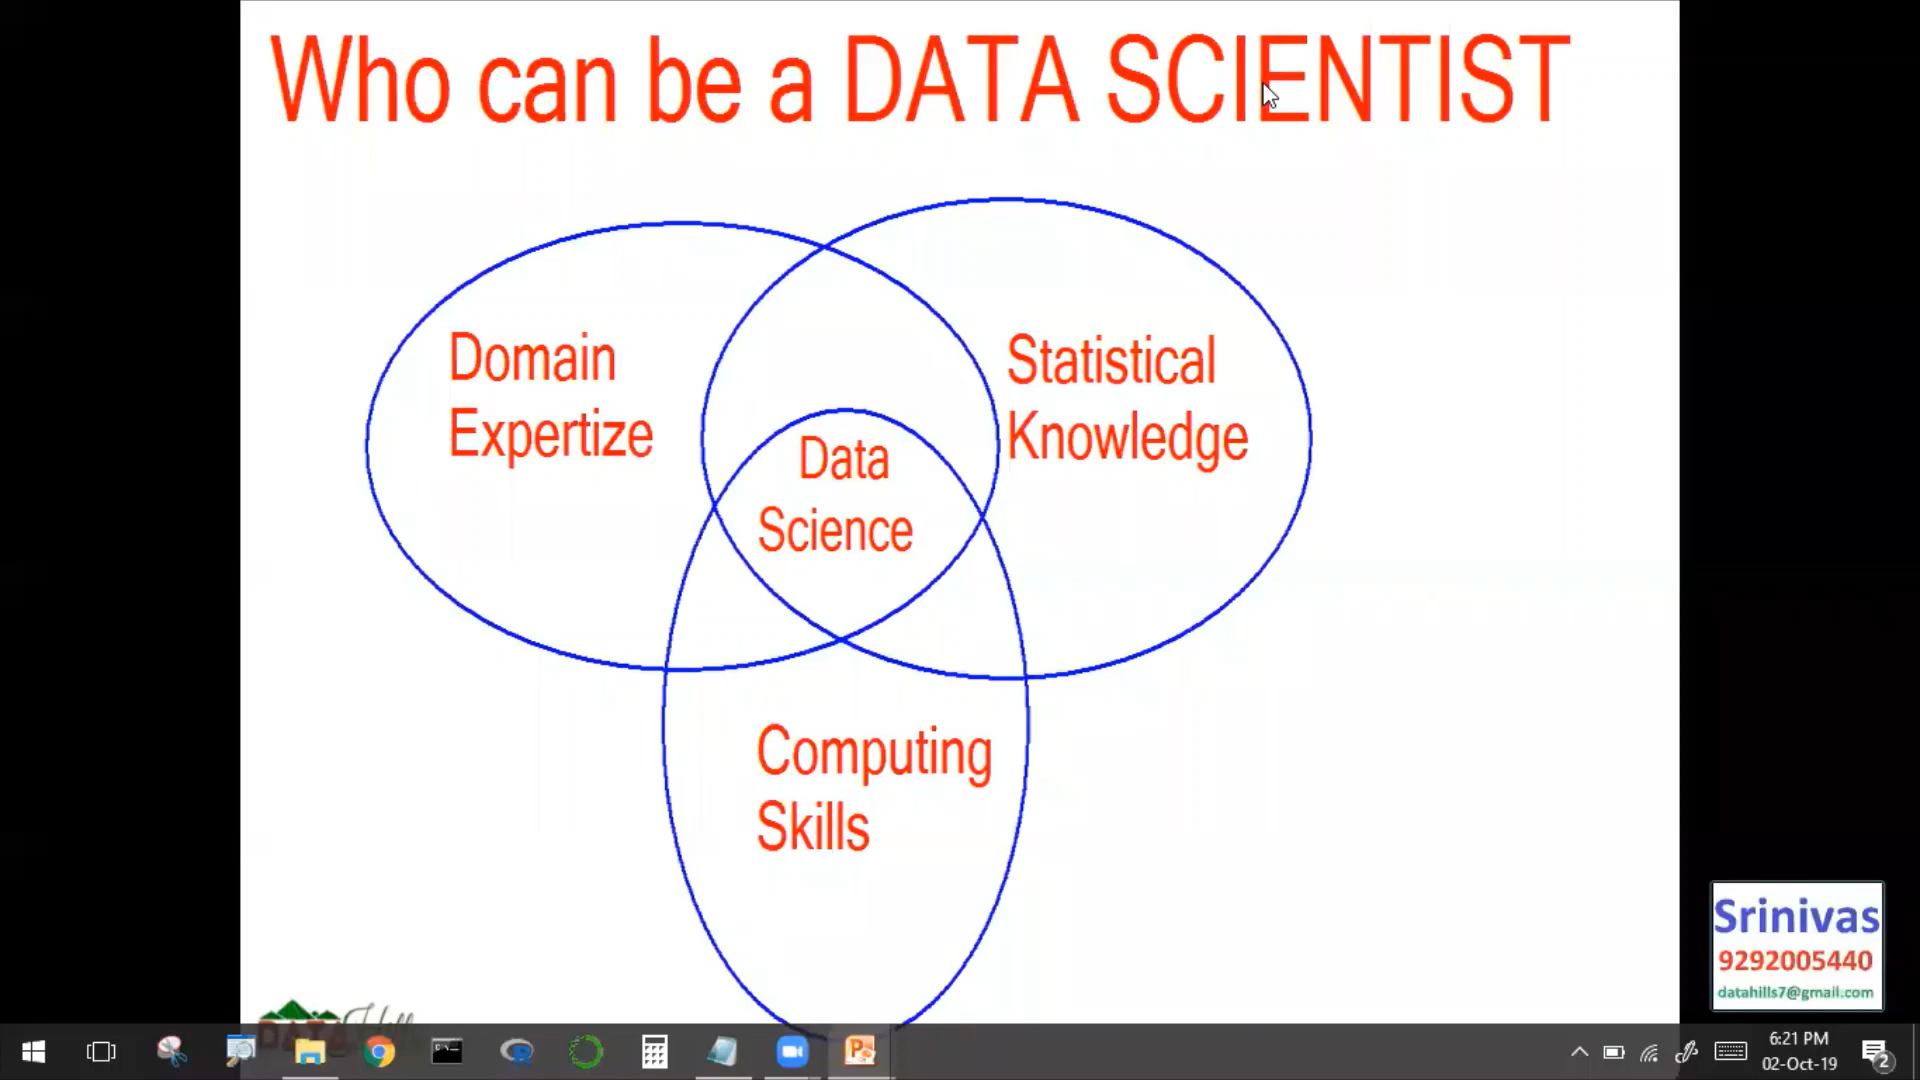 Who can be a DATA SCIENTIST
Domain
Expertize
Statistical
Knowledge
Data
Science
Computing
Skills
Srinivas
9292005440
datahills7@gmail.com
6:21 PM
02-Oct-19
2